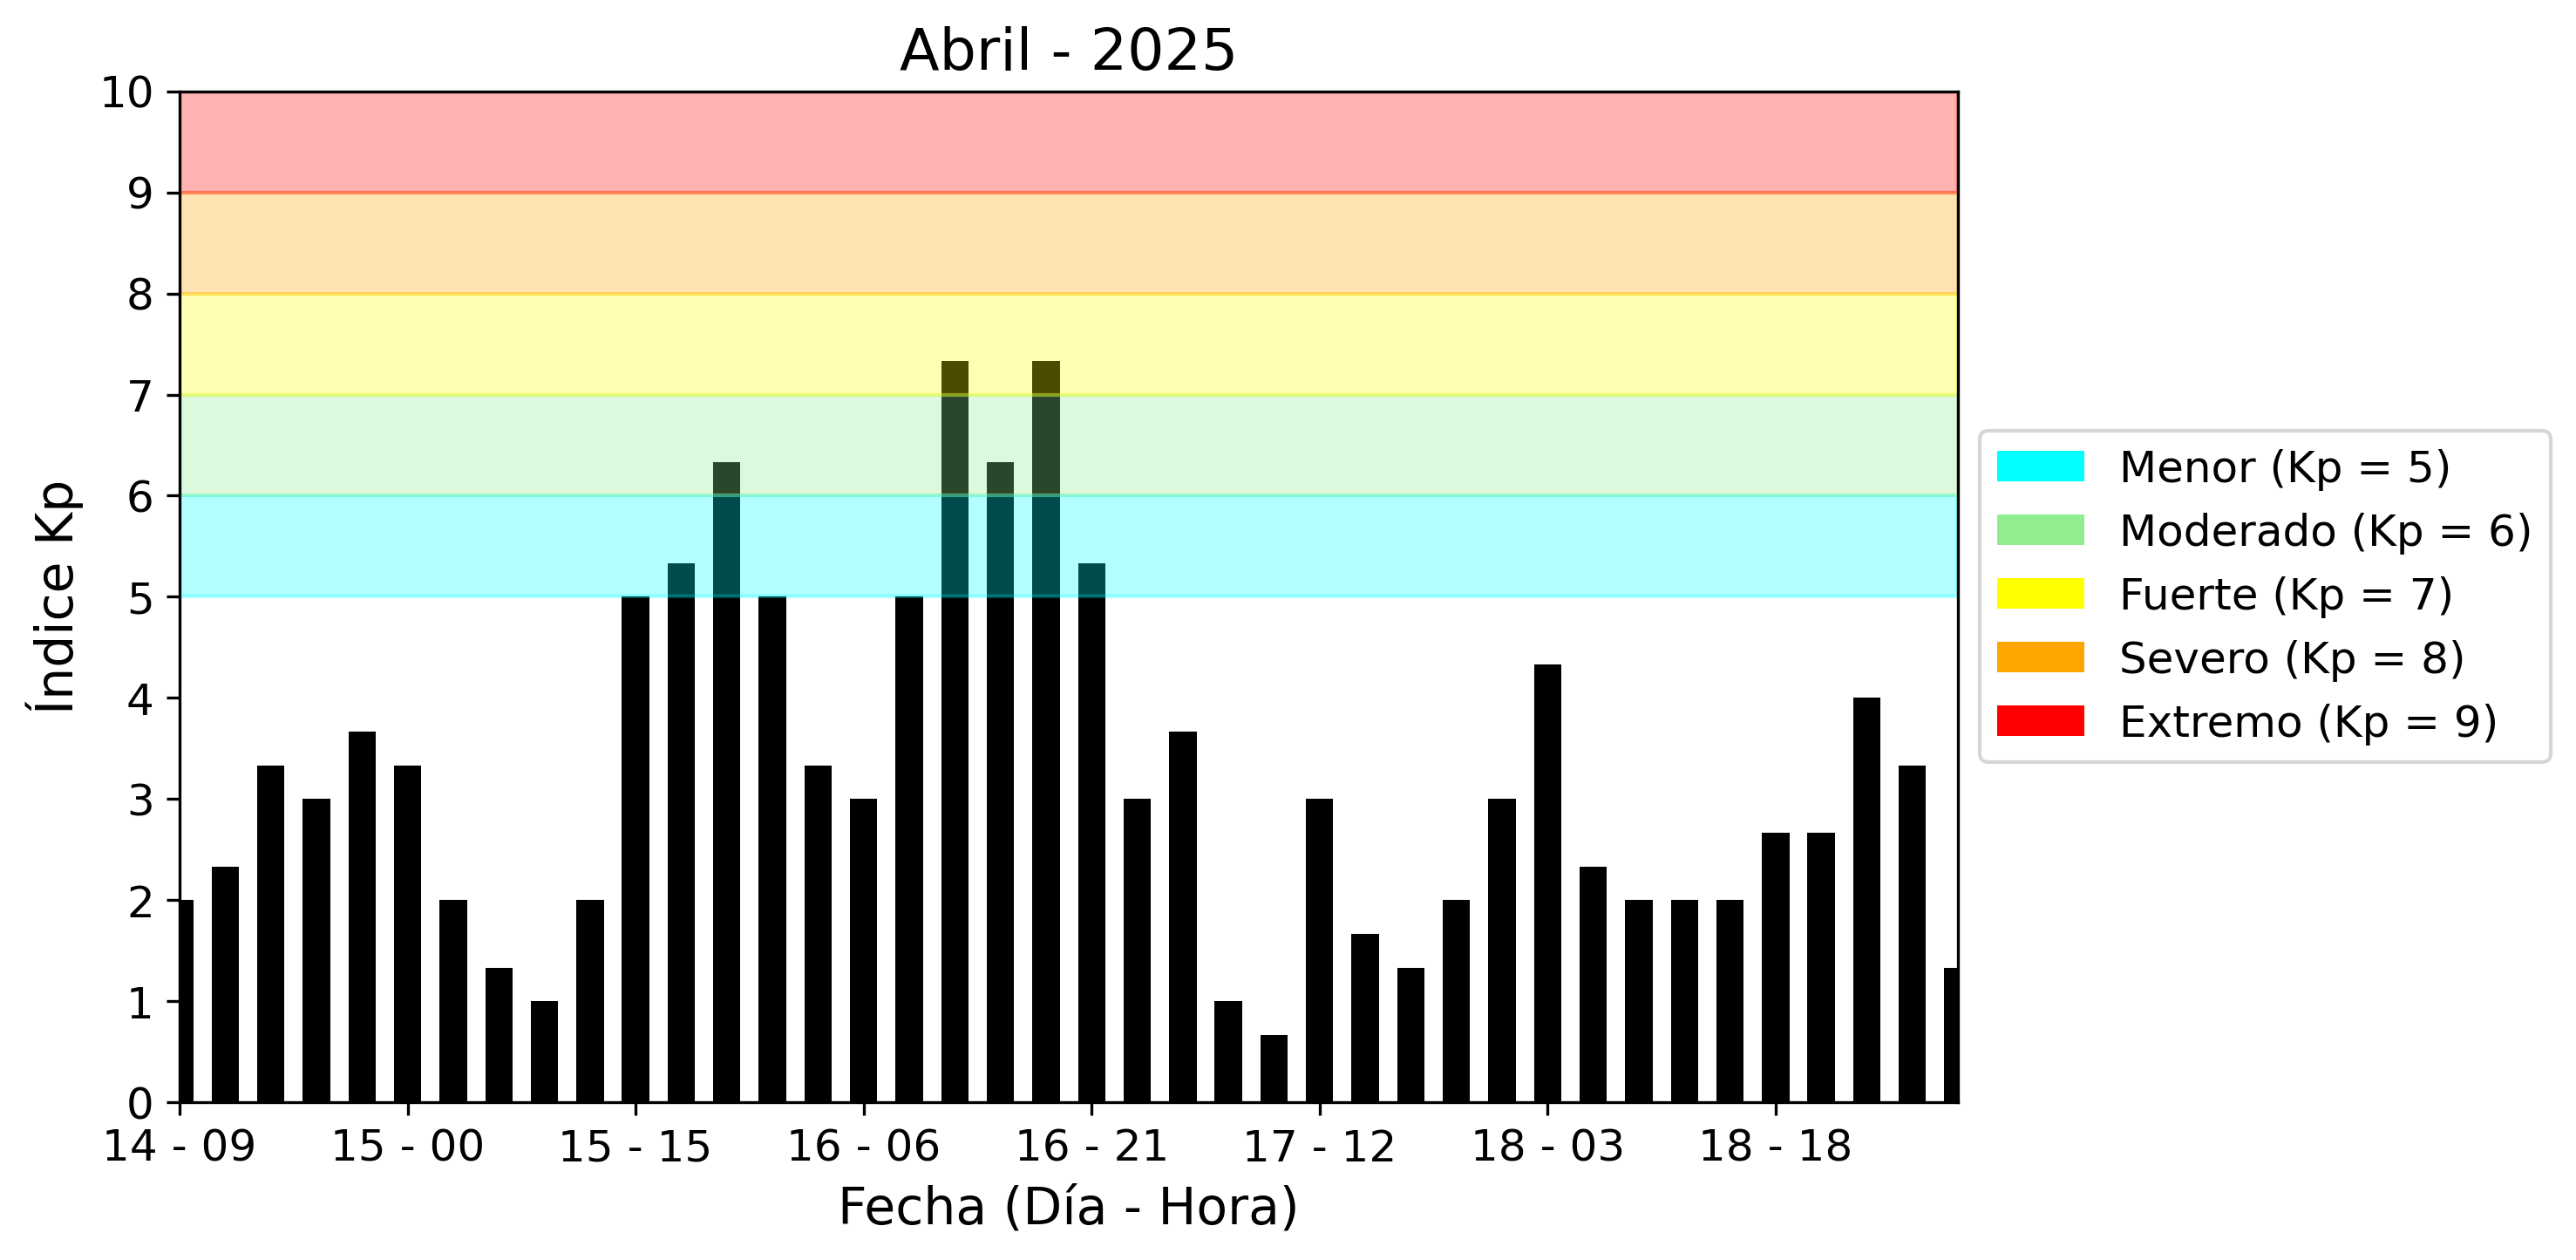 Abril - 2025
10
9
8
7
6
5
4
3
2
1
0
Índice Kp
14 - 09
15 - 00
15 - 15
16 - 06
16 - 21
17 - 12
18 - 03
18 - 18
Fecha (Día - Hora)
Menor (Kp = 5)
Moderado (Kp = 6)
Fuerte (Kp = 7)
Severo (Kp = 8)
Extremo (Kp = 9)